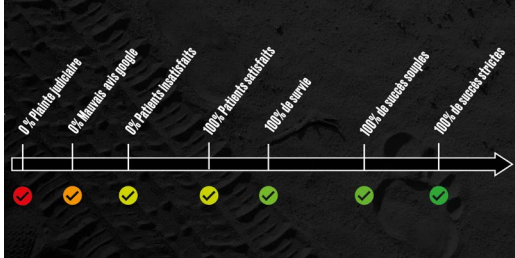 0% Plainte judiciaire
0% Mauvais avis google
0% Patients insatisfaits
100% Patients satisfaits
100% de survie
100% de succès souples
100% de succès strictes